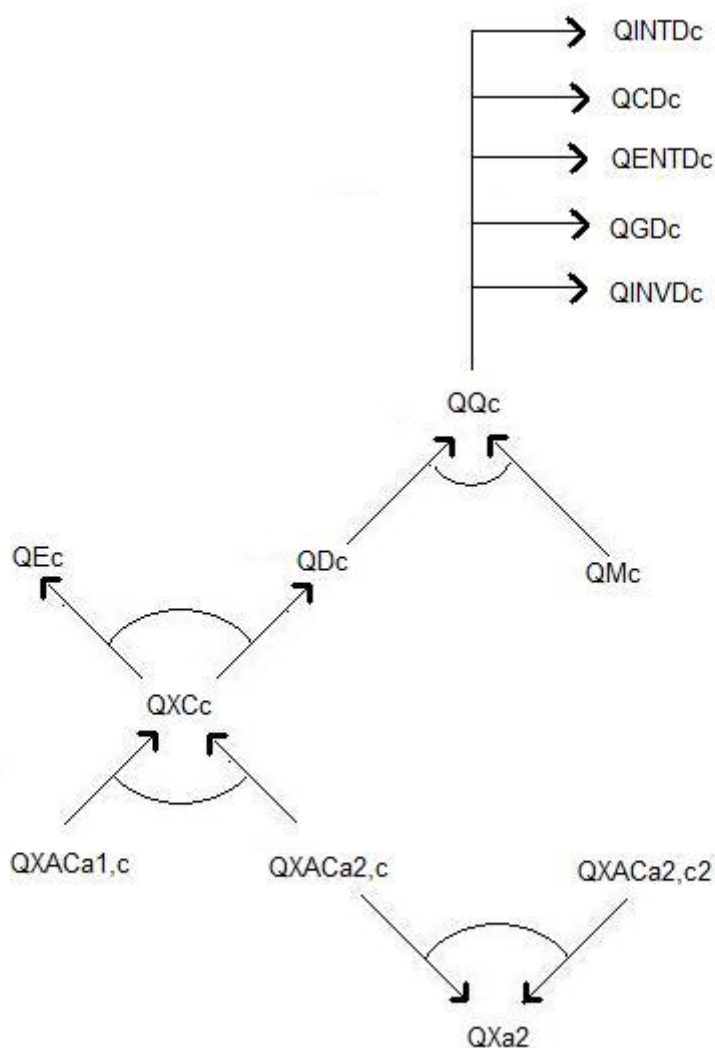 QINTDc
QCDc
QENTDc
QGDc
QINVDc
QQc
QEc
QDc
QMc
QXCc
QXACa1,c
QXACa2,c
QXACa2,c2
QXa2